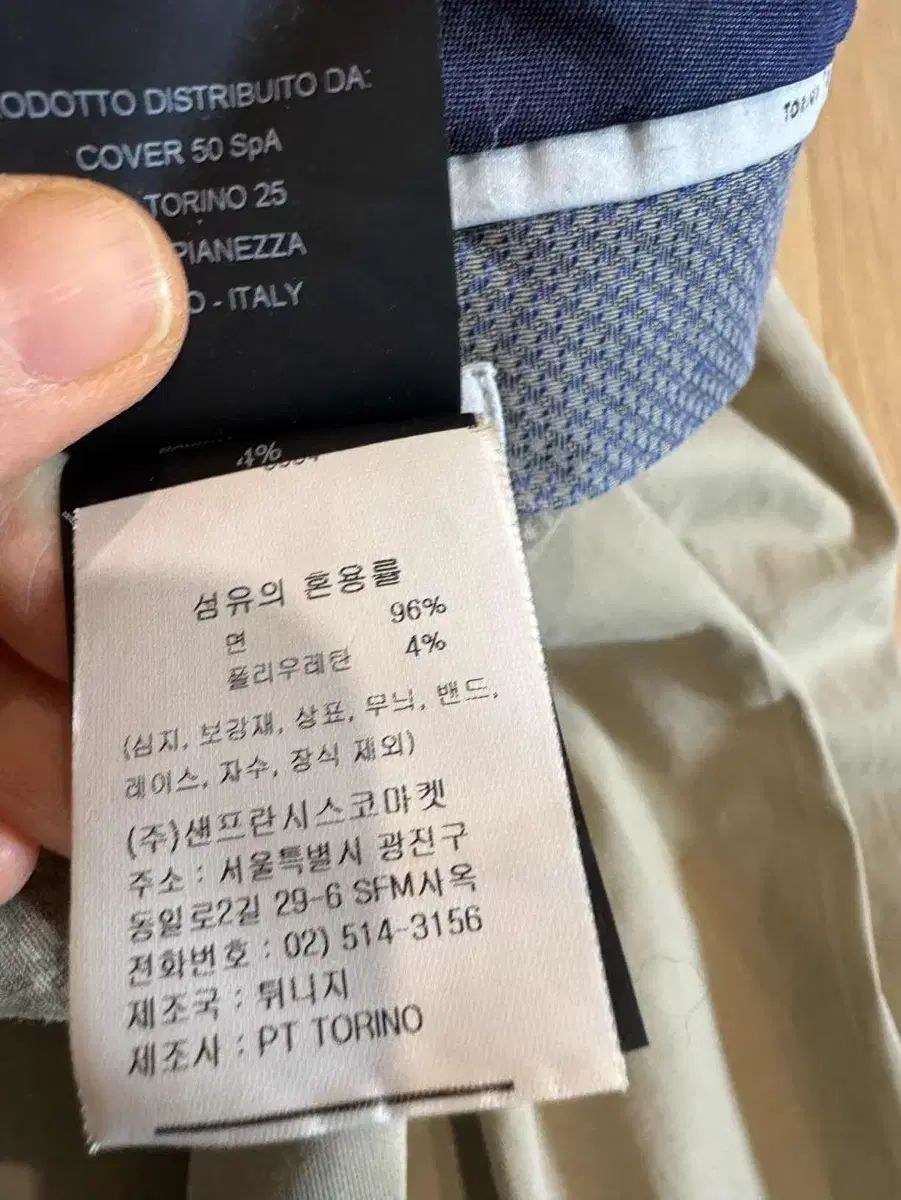 ODOTTO DISTRIBUITO DA:
COVER 50 SpA
TORINO 25
PIANEZZA
O - ITALY
4%
섬유의 혼용률
면 96%
폴리우레탄 4%
(심지, 보강재, 상표, 무늬, 밴드,
레이스, 자수, 장식 제외)
(주)샌프란시스코마켓
주소 : 서울특별시 광진구
동일로2길 29-6 SFM사옥
전화번호 : 02) 514-3156
제조국 : 튀니지
제조사 : PT TORINO